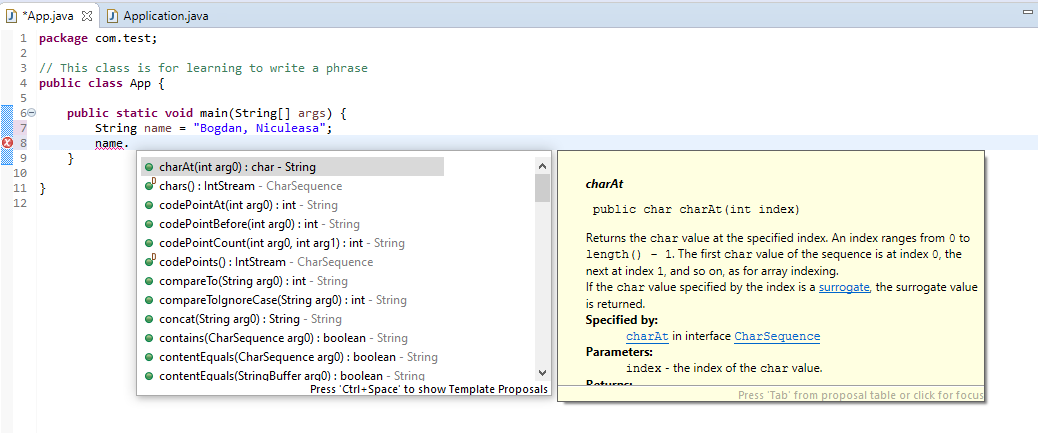 *App.java Application.java
1 package com.test;
2
3 // This class is for learning to write a phrase
4 public class App {
5
6 public static void main(String[] args) {
7 String name = "Bogdan, Niculeasa";
8 name.
9 }
10
11 }
12
charAt(int arg0) : char - String
chars() : IntStream - CharSequence
codePointAt(int arg0) : int - String
codePointBefore(int arg0) : int - String
codePointCount(int arg0, int arg1) : int - String
codePoints() : IntStream - CharSequence
compareTo(String arg0) : int - String
compareToIgnoreCase(String arg0) : int - String
concat(String arg0) : String - String
contains(CharSequence arg0) : boolean - String
contentEquals(CharSequence arg0) : boolean - String
contentEquals(StringBuffer arg0) : boolean - String
Press 'Ctrl+Space' to show Template Proposals
charAt
public char charAt(int index)
Returns the char value at the specified index. An index ranges from 0 to
length() - 1. The first char value of the sequence is at index 0, the
next at index 1, and so on, as for array indexing.
If the char value specified by the index is a surrogate, the surrogate value
is returned.
Specified by:
charAt in interface CharSequence
Parameters:
index - the index of the char value.
Returns:
Press 'Tab' from proposal table or click for focus